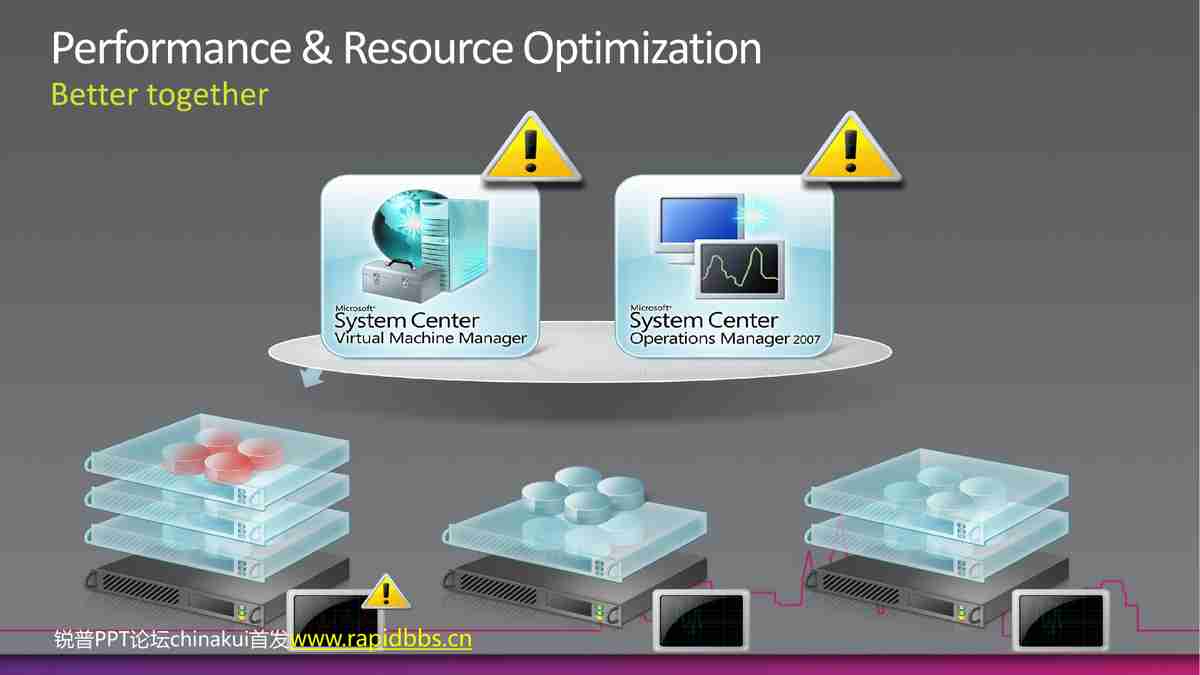 Performance & Resource Optimization
Better together
Microsoft®
System Center
Virtual Machine Manager
Microsoft®
System Center
Operations Manager 2007
锐普PPT论坛chinakui首发www.rapidbbs.cn